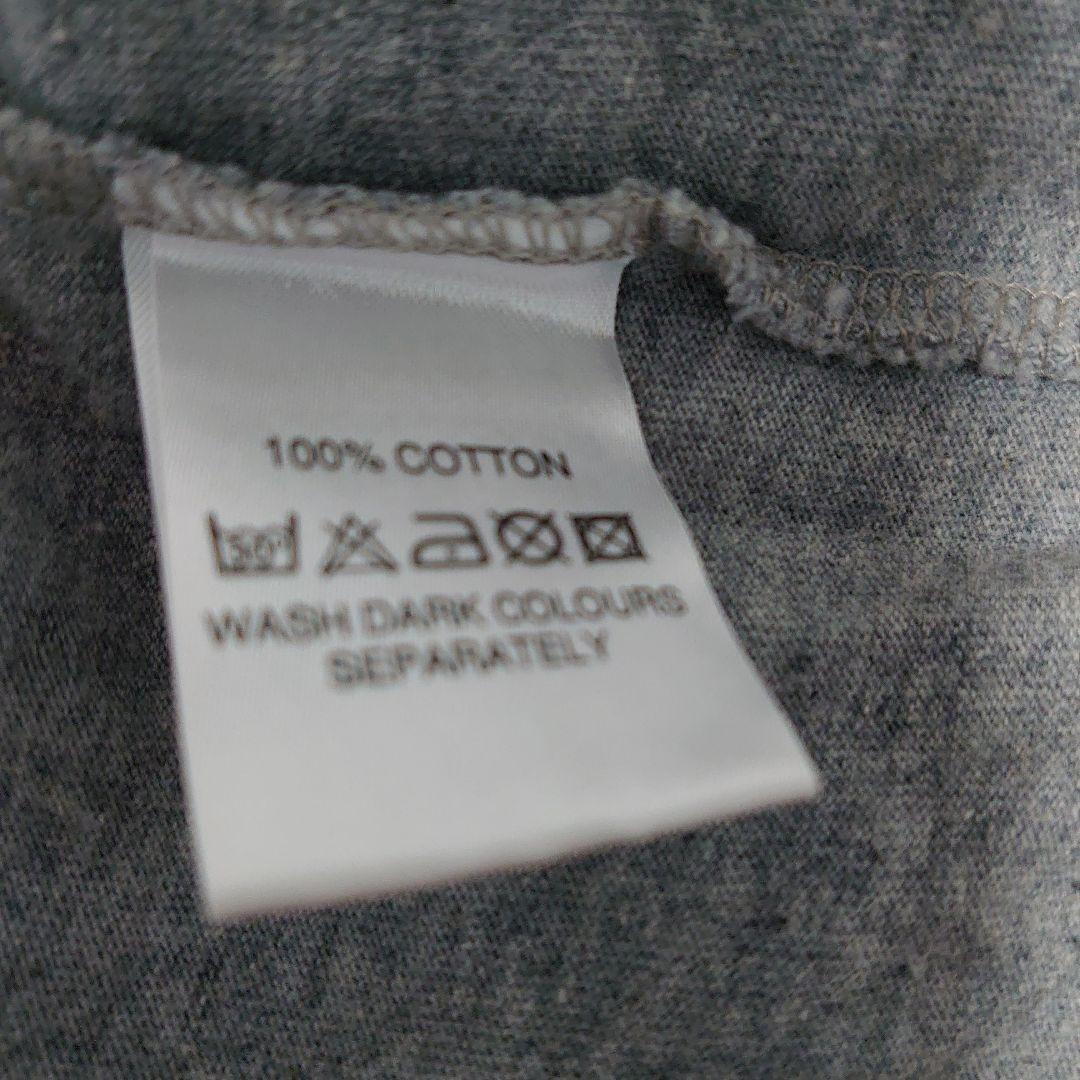 100% COTTON
WASH DARK COLOURS
SEPARATELY